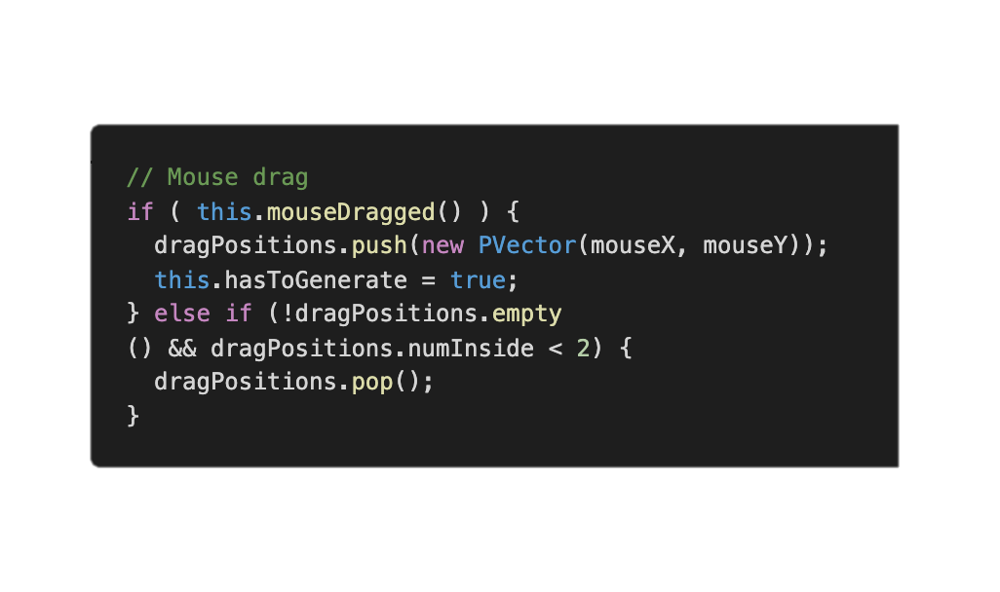 // Mouse drag
if ( this.mouseDragged() ) {
  dragPositions.push(new PVector(mouseX, mouseY));
  this.hasToGenerate = true;
} else if (!dragPositions.empty
() && dragPositions.numInside < 2) {
  dragPositions.pop();
}